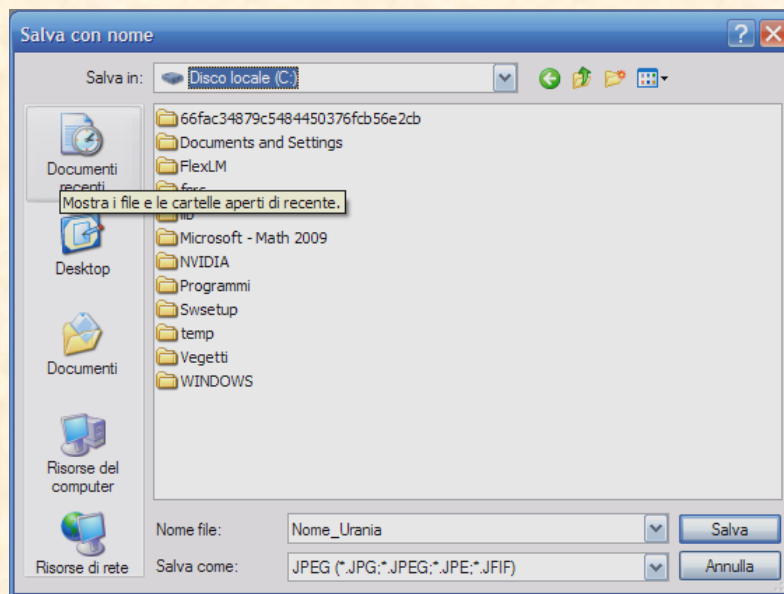 Salva con nome
Salva in:
Disco locale (C:)
Documenti
recenti
Mostra i file e le cartelle aperti di recente.
Desktop
Documenti
Risorse del
computer
Risorse di rete
66fac34879c5484450376fcb56e2cb
Documents and Settings
FlexLM
lib
Microsoft - Math 2009
NVIDIA
Programmi
Swsetup
temp
Vegetti
WINDOWS
Nome file:
Nome_Urania
Salva
Salva come:
JPEG (*.JPG;*.JPEG;*.JPE;*.JFIF)
Annulla